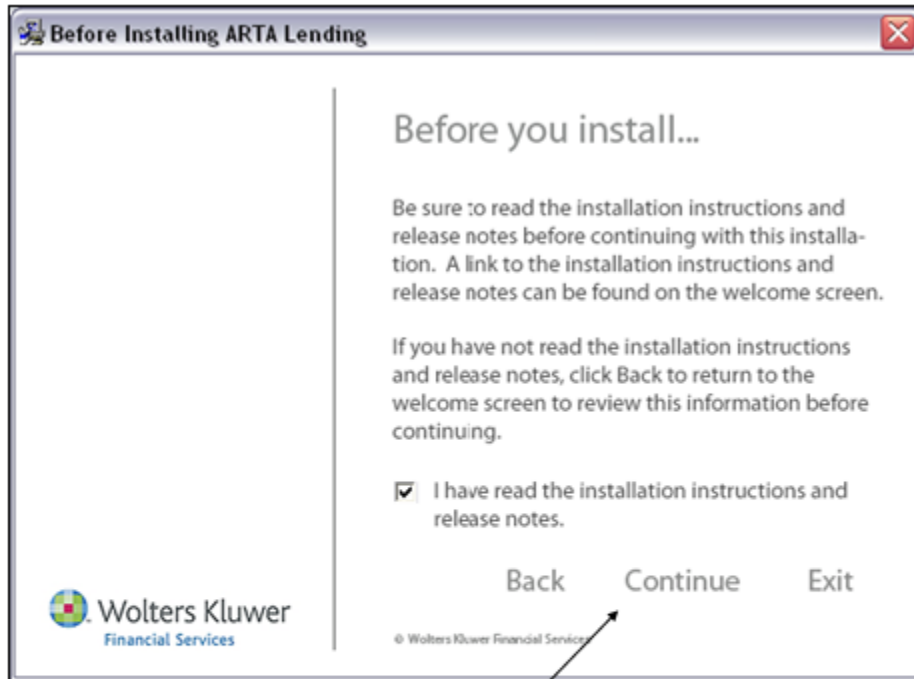 Before Installing ARTA Lending
Before you install...
Be sure to read the installation instructions and
release notes before continuing with this installa-
tion. A link to the installation instructions and
release notes can be found on the welcome screen.
If you have not read the installation instructions
and release notes, click Back to return to the
welcome screen to review this information before
continuing.
I have read the installation instructions and
release notes.
Back Continue Exit
Wolters Kluwer
Financial Services
© Wolters Kluwer Financial Services